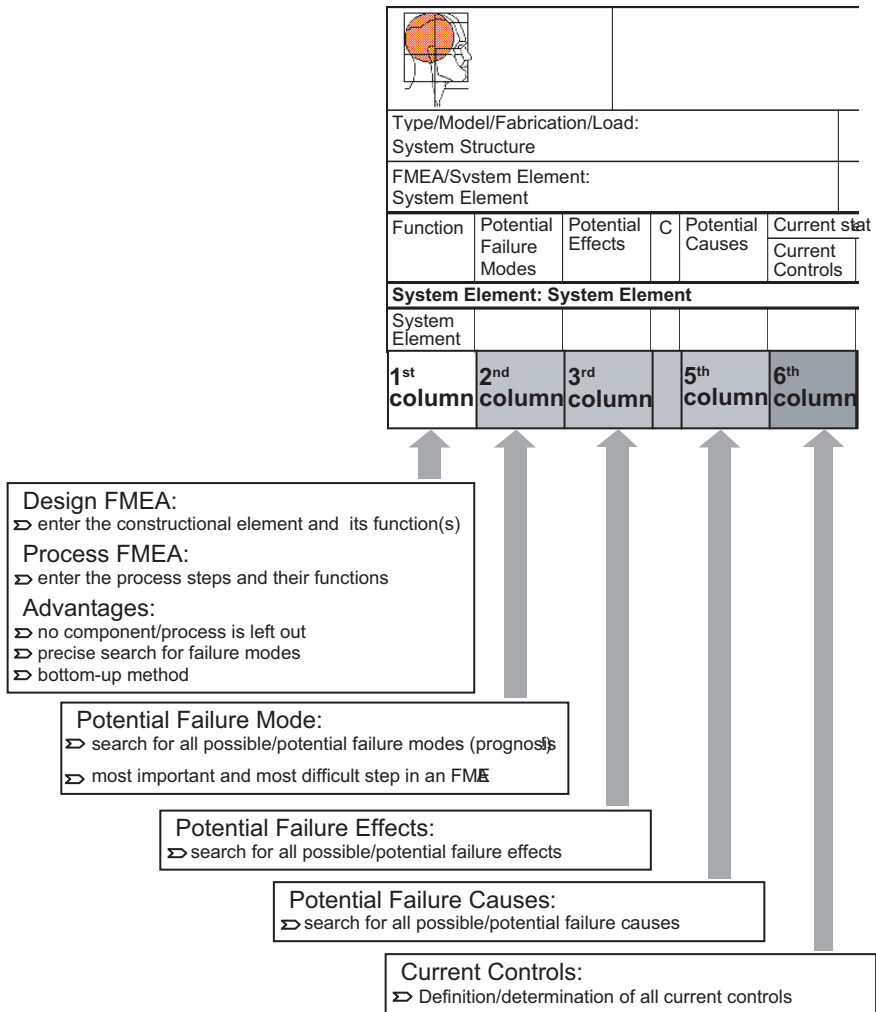 Type/Model/Fabrication/Load:
System Structure
FMEA/System Element:
System Element
Function Potential Failure Modes Potential Effects C Potential Causes Current stat
Current Controls
System Element: System Element
System Element
1st column 2nd column 3rd column 5th column 6th column
Design FMEA:
enter the constructional element and its function(s)
Process FMEA:
enter the process steps and their functions
Advantages:
no component/process is left out
precise search for failure modes
bottom-up method
Potential Failure Mode:
search for all possible/potential failure modes (prognosis)
most important and most difficult step in an FMEA
Potential Failure Effects:
search for all possible/potential failure effects
Potential Failure Causes:
search for all possible/potential failure causes
Current Controls:
Definition/determination of all current controls